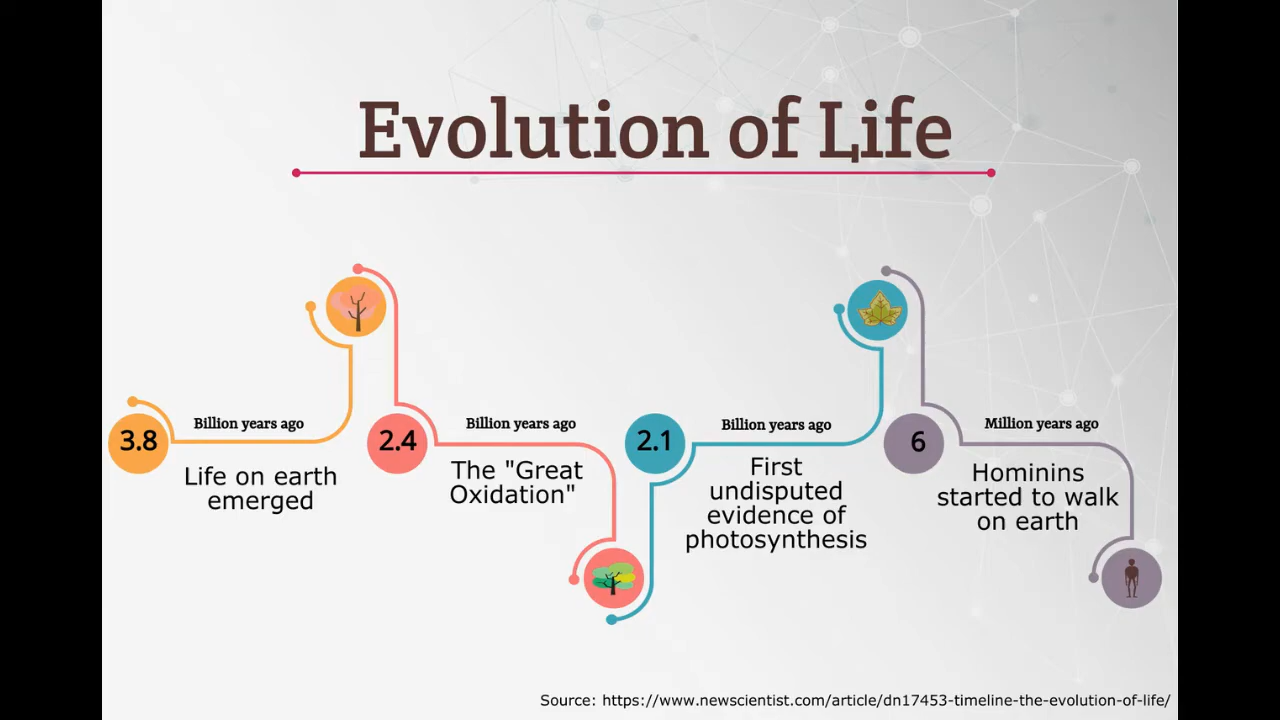 Evolution of Life
3.8
Billion years ago
Life on earth
emerged
2.4
Billion years ago
The "Great
Oxidation"
2.1
Billion years ago
First
undisputed
evidence of
photosynthesis
6
Million years ago
Hominins
started to walk
on earth
Source: https://www.newscientist.com/article/dn17453-timeline-the-evolution-of-life/